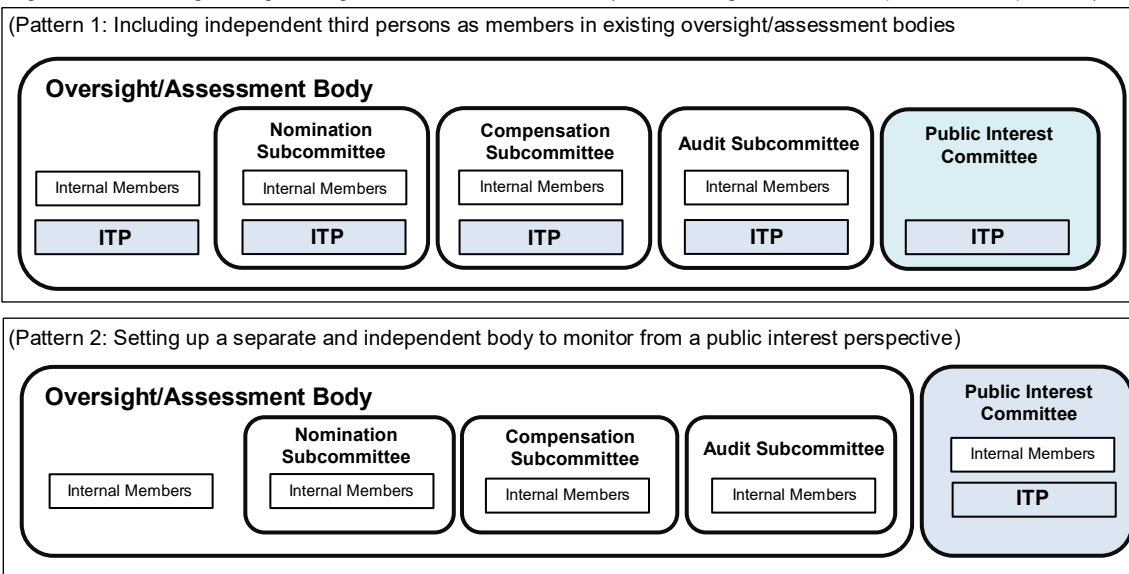 (Pattern 1: Including independent third persons as members in existing oversight/assessment bodies
Oversight/Assessment Body
Internal Members
ITP
Nomination
Subcommittee
Internal Members
ITP
Compensation
Subcommittee
Internal Members
ITP
Audit Subcommittee
Internal Members
ITP
Public Interest
Committee
ITP
(Pattern 2: Setting up a separate and independent body to monitor from a public interest perspective)
Oversight/Assessment Body
Internal Members
Nomination
Subcommittee
Internal Members
Compensation
Subcommittee
Internal Members
Audit Subcommittee
Internal Members
Public Interest
Committee
Internal Members
ITP